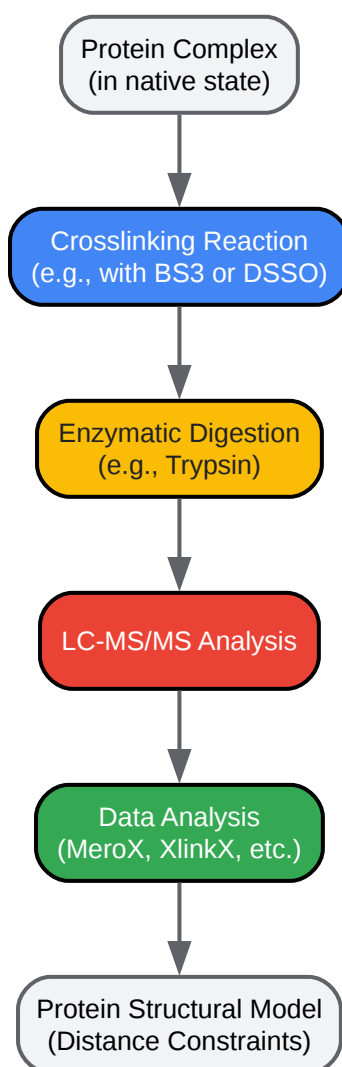 Protein Complex
(in native state)
Crosslinking Reaction
(e.g., with BS3 or DSSO)
Enzymatic Digestion
(e.g., Trypsin)
LC-MS/MS Analysis
Data Analysis
(MeroX, XlinkX, etc.)
Protein Structural Model
(Distance Constraints)